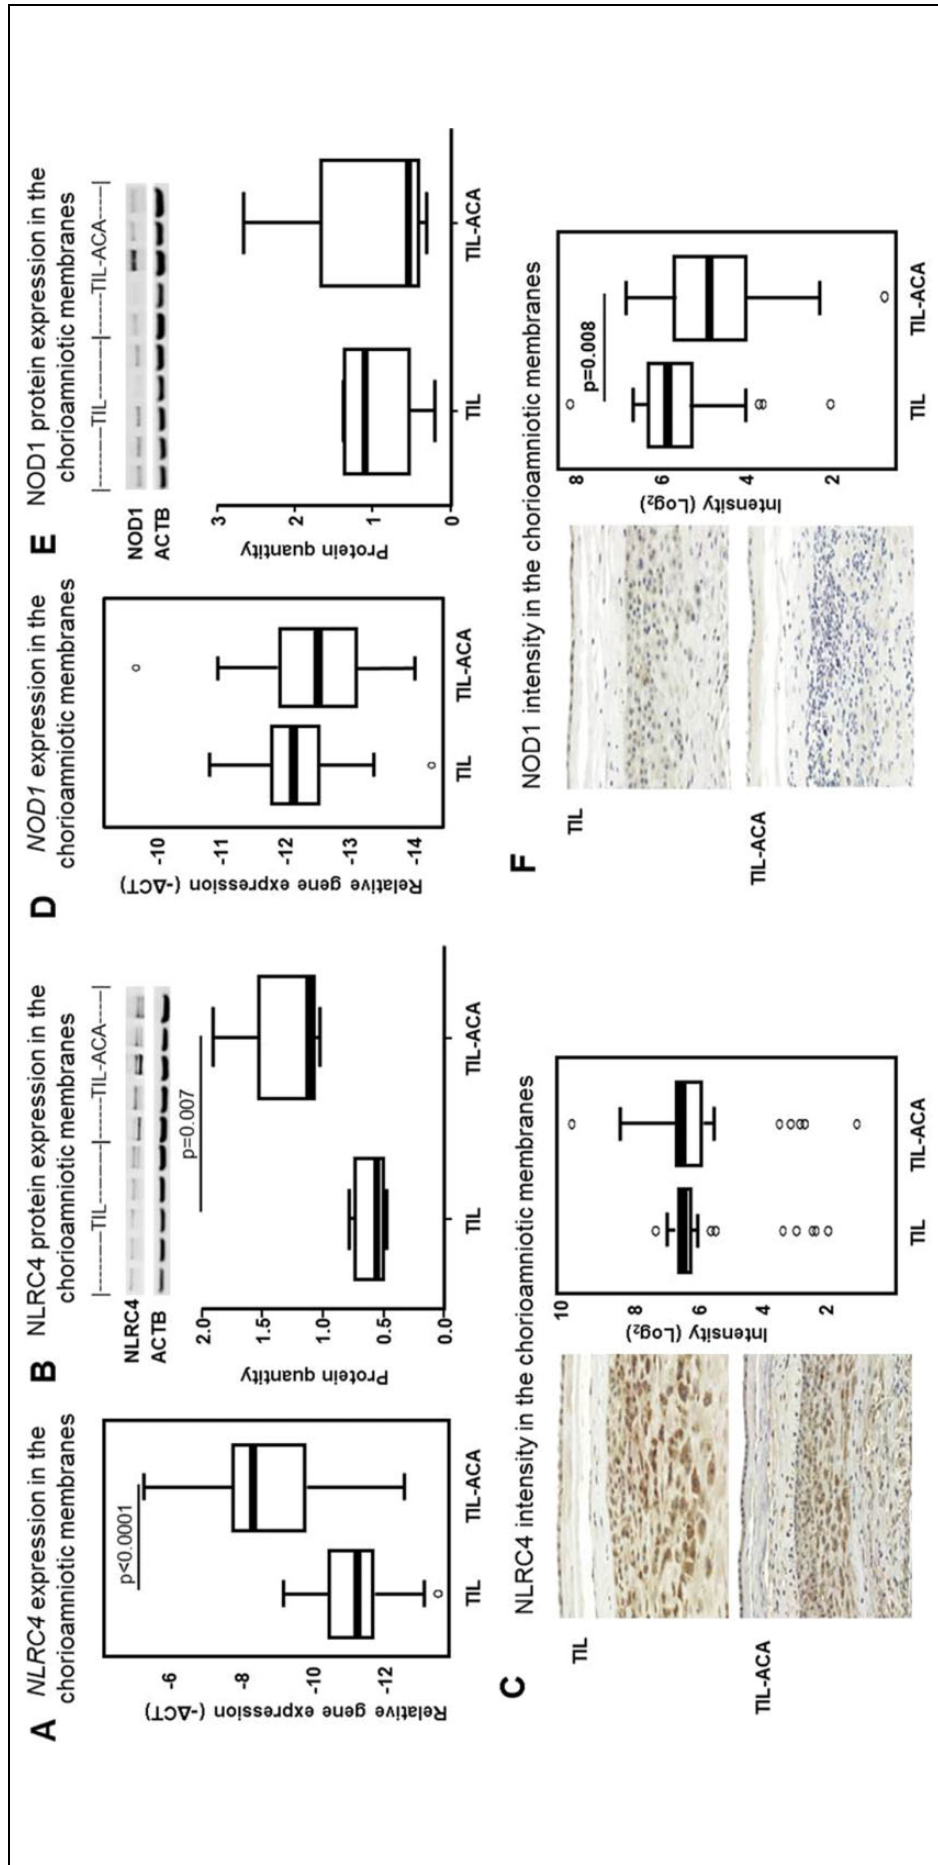 A
NLRC4 expression in the
chorioamniotic membranes
Relative gene expression (-ΔCT)
-6
-8
-10
-12
p<0.0001
TIL
TIL-ACA
B
NLRC4 protein expression in the
chorioamniotic membranes
|--------TIL--------|------TIL-ACA----|
NLRC4
ACTB
Protein quantity
2.0
1.5
1.0
0.5
0.0
p=0.007
TIL
TIL-ACA
C
NLRC4 intensity in the chorioamniotic membranes
TIL
TIL-ACA
Intensity (Log₂)
10
8
6
4
2
TIL
TIL-ACA
D
NOD1 expression in the
chorioamniotic membranes
Relative gene expression (-ΔCT)
-10
-11
-12
-13
-14
TIL
TIL-ACA
E
NOD1 protein expression in the
chorioamniotic membranes
|--------TIL--------|------TIL-ACA----|
NOD1
ACTB
Protein quantity
3
2
1
0
TIL
TIL-ACA
F
NOD1 intensity in the chorioamniotic membranes
TIL
TIL-ACA
Intensity (Log₂)
8
6
4
2
p=0.008
TIL
TIL-ACA